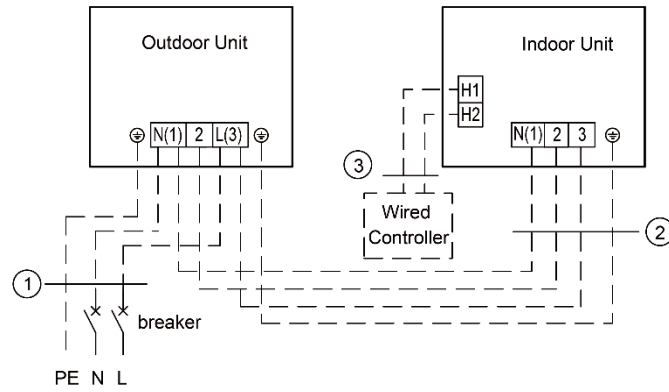 Outdoor Unit
Indoor Unit
H1
H2
N(1) 2 L(3)
N(1) 2 3
3
Wired
Controller
2
1
breaker
PE N L